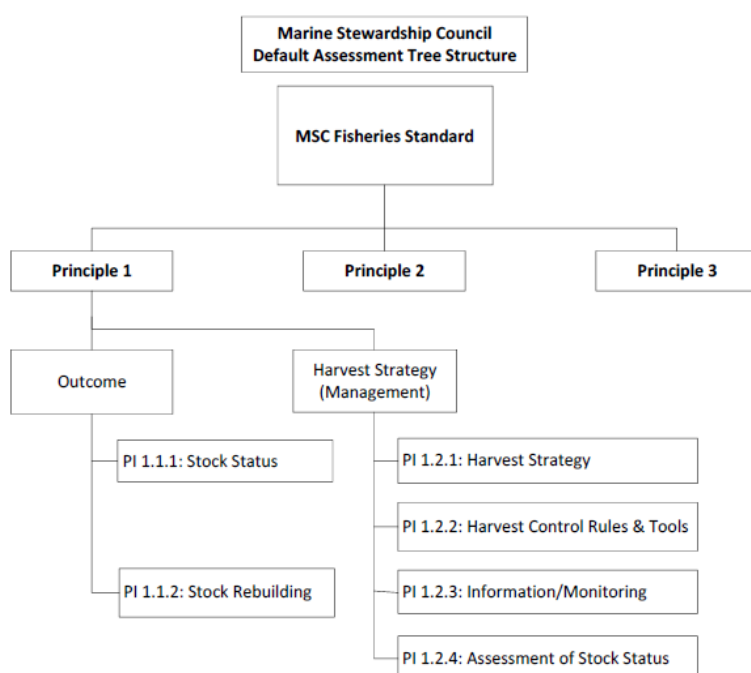 Marine Stewardship Council
Default Assessment Tree Structure
MSC Fisheries Standard
Principle 1
Principle 2
Principle 3
Outcome
Harvest Strategy
(Management)
PI 1.1.1: Stock Status
PI 1.1.2: Stock Rebuilding
PI 1.2.1: Harvest Strategy
PI 1.2.2: Harvest Control Rules & Tools
PI 1.2.3: Information/Monitoring
PI 1.2.4: Assessment of Stock Status